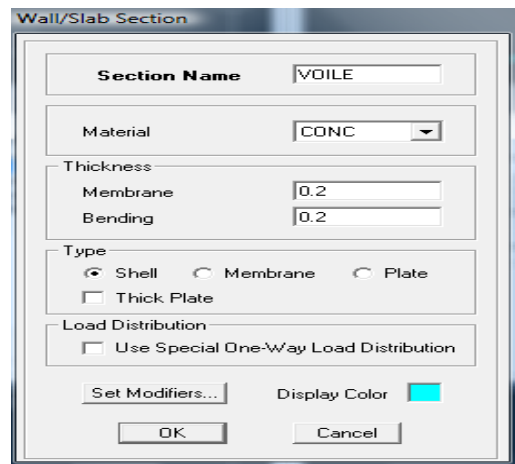 Wall/Slab Section
Section Name VOILE
Material CONC
Thickness
Membrane 0.2
Bending 0.2
Type
Shell Membrane Plate
Thick Plate
Load Distribution
Use Special One-Way Load Distribution
Set Modifiers... Display Color
OK Cancel